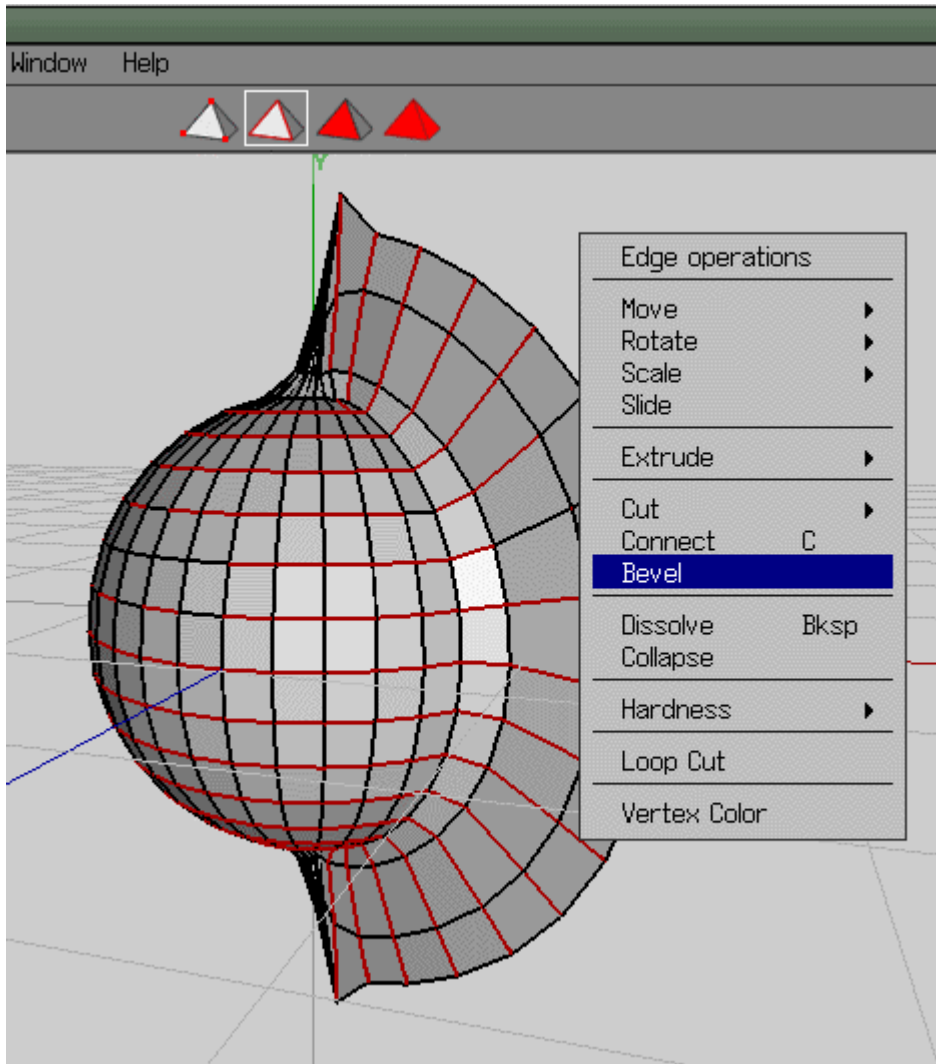 Window Help
Y
Edge operations
Move
Rotate
Scale
Slide
Extrude
Cut
Connect C
Bevel
Dissolve Bksp
Collapse
Hardness
Loop Cut
Vertex Color